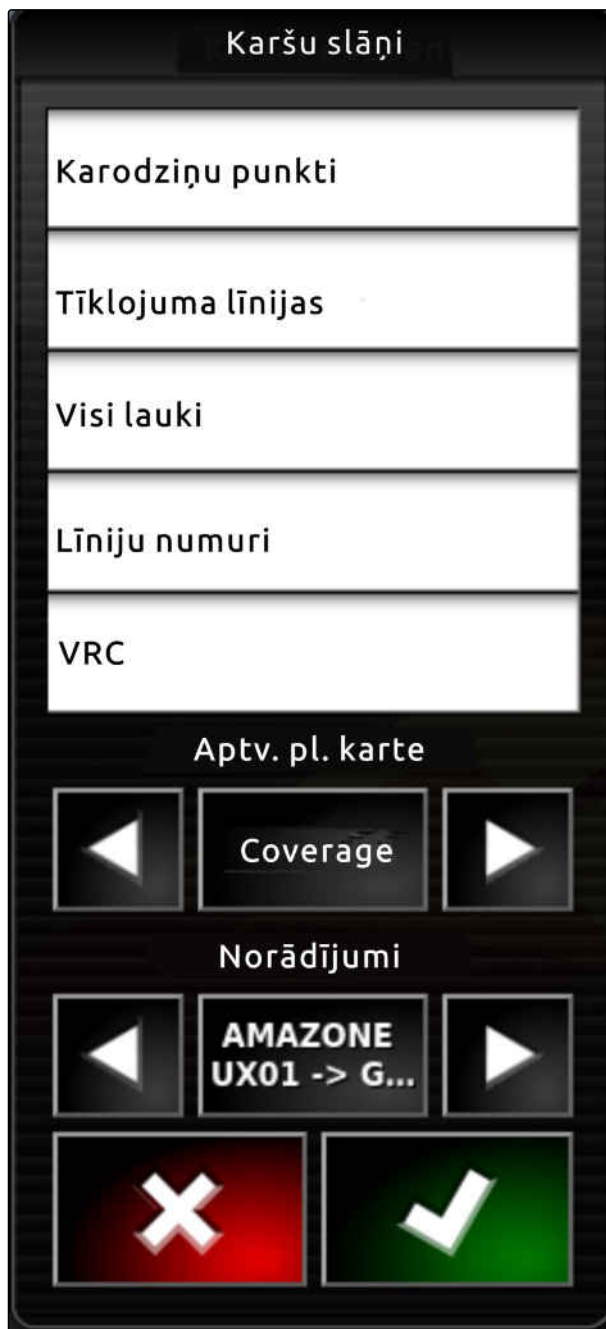 Karšu slāņi
Karodziņu punkti
Tīklojuma līnijas
Visi lauki
Līniju numuri
VRC
Aptv. pl. karte
Coverage
Norādījumi
AMAZONE
UX01 -> G...